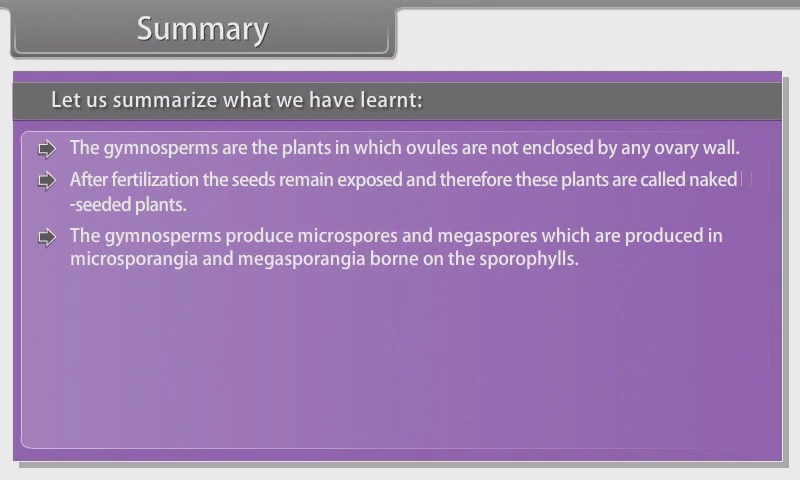 Summary
Let us summarize what we have learnt:
The gymnosperms are the plants in which ovules are not enclosed by any ovary wall.
After fertilization the seeds remain exposed and therefore these plants are called naked
-seeded plants.
The gymnosperms produce microspores and megaspores which are produced in
microsporangia and megasporangia borne on the sporophylls.